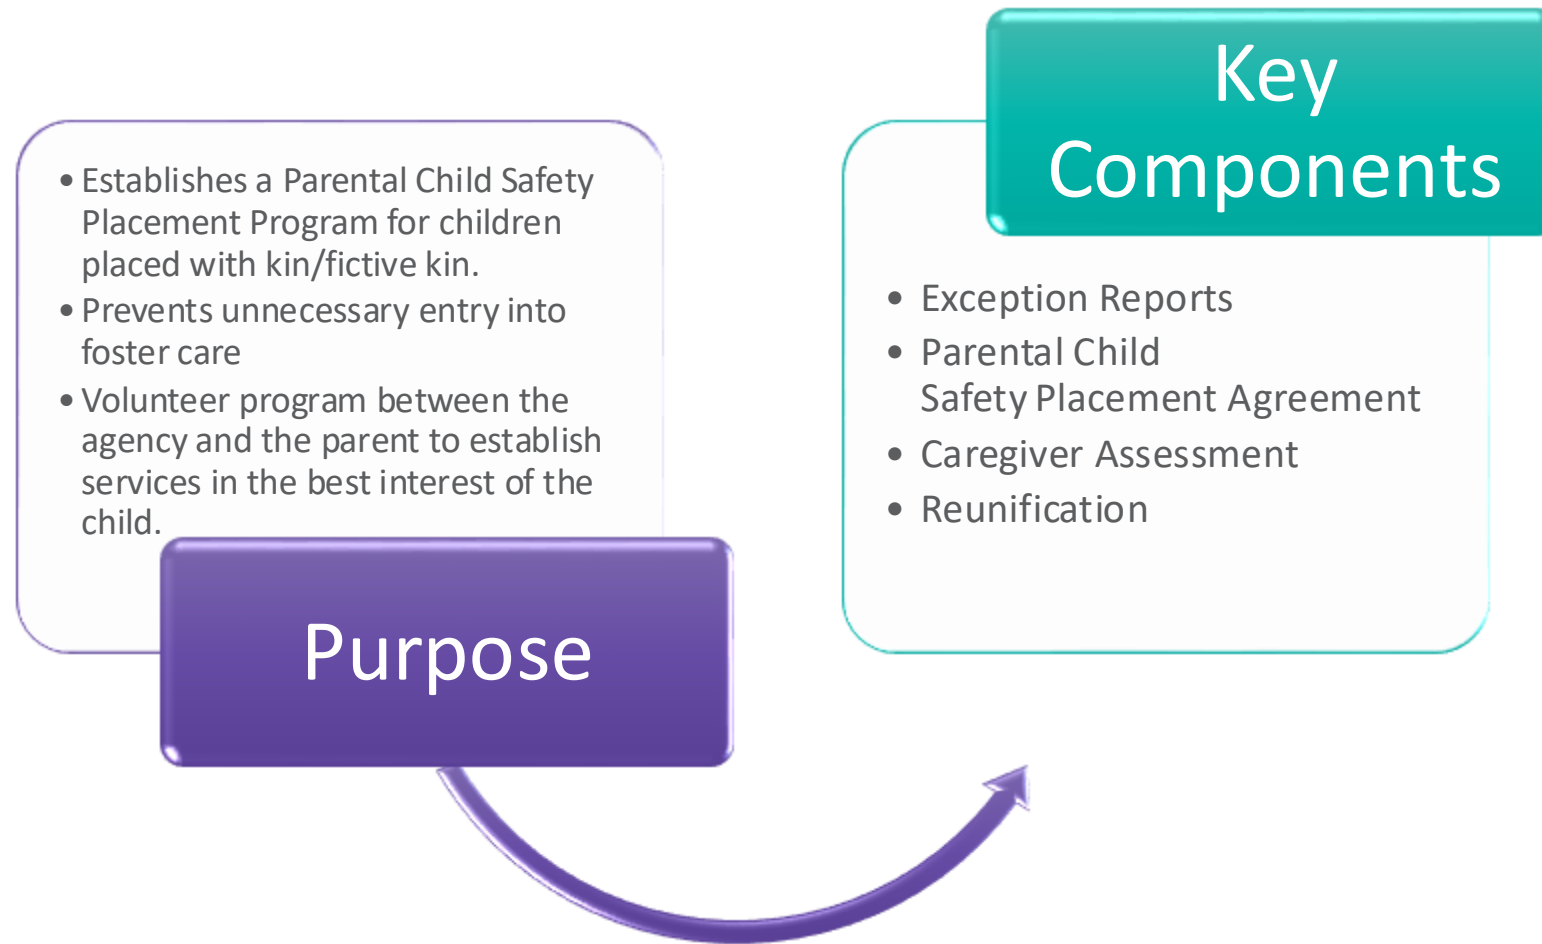 • Establishes a Parental Child Safety
Placement Program for children
placed with kin/fictive kin.
• Prevents unnecessary entry into
foster care
• Volunteer program between the
agency and the parent to establish
services in the best interest of the
child.
Purpose
Key
Components
• Exception Reports
• Parental Child
Safety Placement Agreement
• Caregiver Assessment
• Reunification